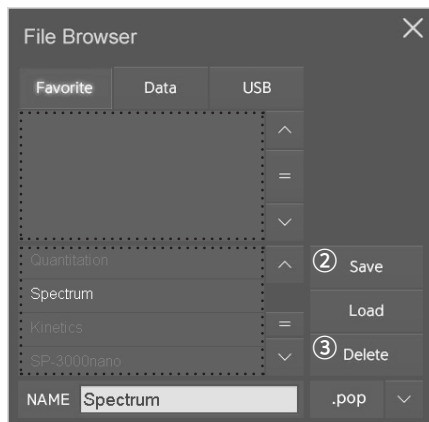 File Browser
Favorite Data USB
Quantitation
② Save
Spectrum
Load
Kinetics
③ Delete
SP-3000nano
NAME Spectrum .pop